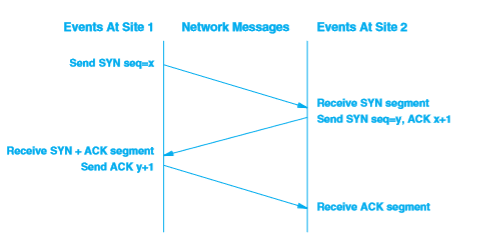 Events At Site 1
Network Messages
Events At Site 2
Send SYN seq=x
Receive SYN segment
Send SYN seq=y, ACK x+1
Receive SYN + ACK segment
Send ACK y+1
Receive ACK segment